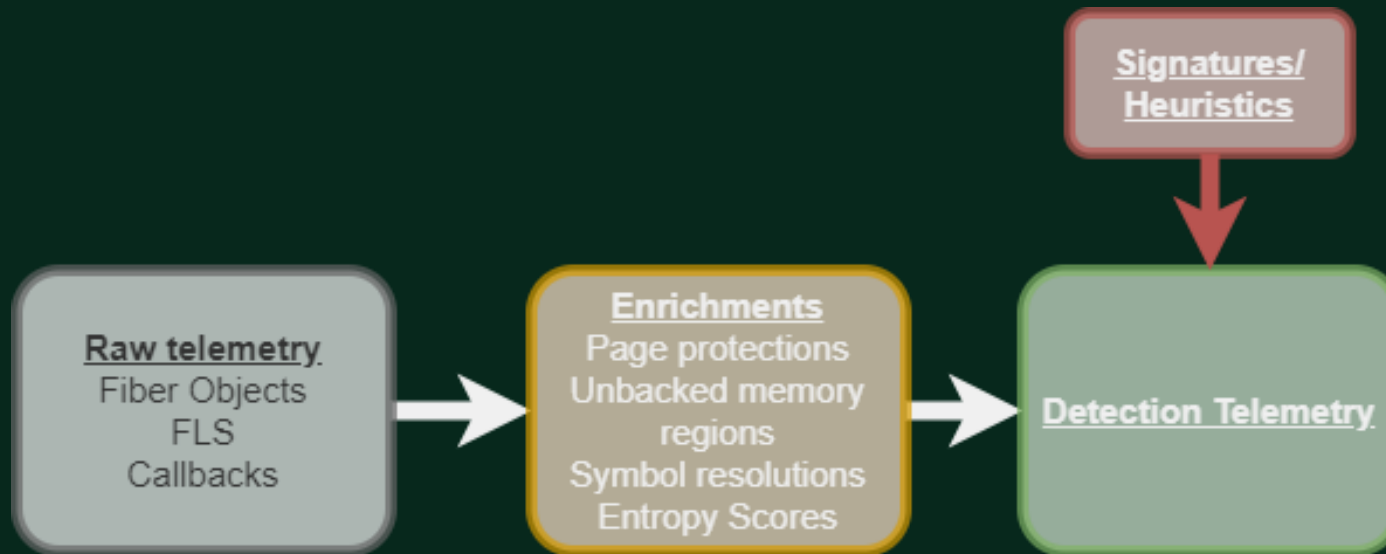 Signatures/
Heuristics
Raw telemetry
Fiber Objects
FLS
Callbacks
Enrichments
Page protections
Unbacked memory
regions
Symbol resolutions
Entropy Scores
Detection Telemetry